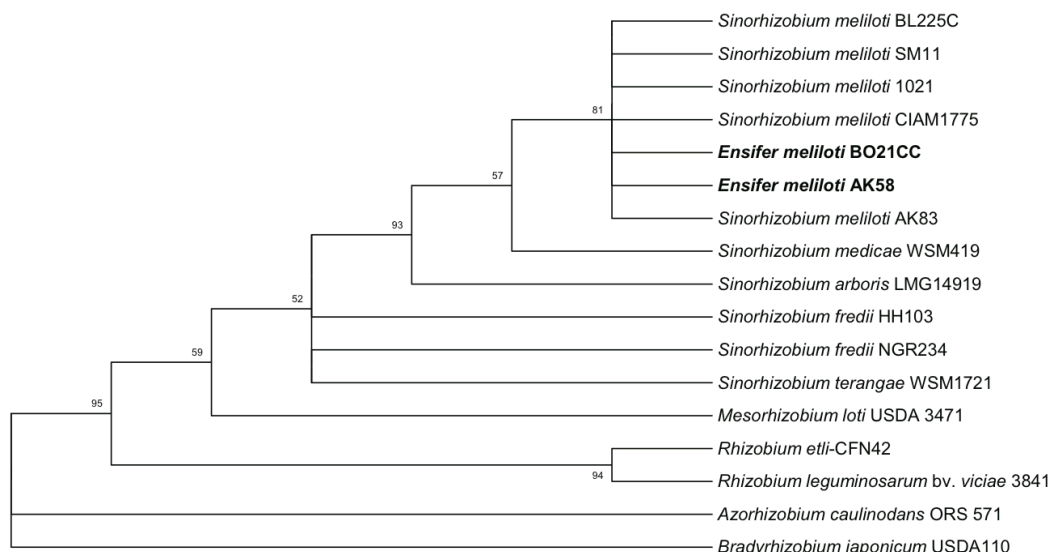 Sinorhizobium meliloti BL225C
Sinorhizobium meliloti SM11
Sinorhizobium meliloti 1021
81
Sinorhizobium meliloti CIAM1775
Ensifer meliloti BO21CC
57
Ensifer meliloti AK58
93
Sinorhizobium meliloti AK83
Sinorhizobium medicae WSM419
Sinorhizobium arboris LMG14919
52
Sinorhizobium fredii HH103
59
Sinorhizobium fredii NGR234
Sinorhizobium terangae WSM1721
95
Mesorhizobium loti USDA 3471
Rhizobium etli-CFN42
94
Rhizobium leguminosarum bv. viciae 3841
Azorhizobium caulinodans ORS 571
Bradyrhizobium japonicum USDA110